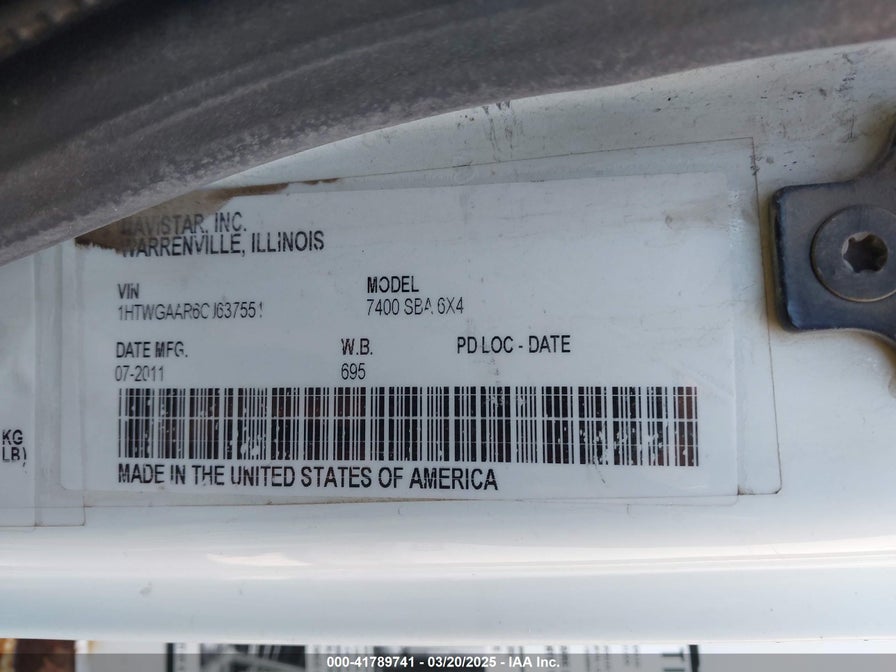 NAVISTAR, INC.
WARRENVILLE, ILLINOIS
VIN
1HTWGAAR6CJ637551
MODEL
7400 SBA 6X4
DATE MFG.
07-2011
W.B.
695
PD LOC - DATE
KG
LB)
MADE IN THE UNITED STATES OF AMERICA
000-41789741 - 03/20/2025 - IAA Inc.